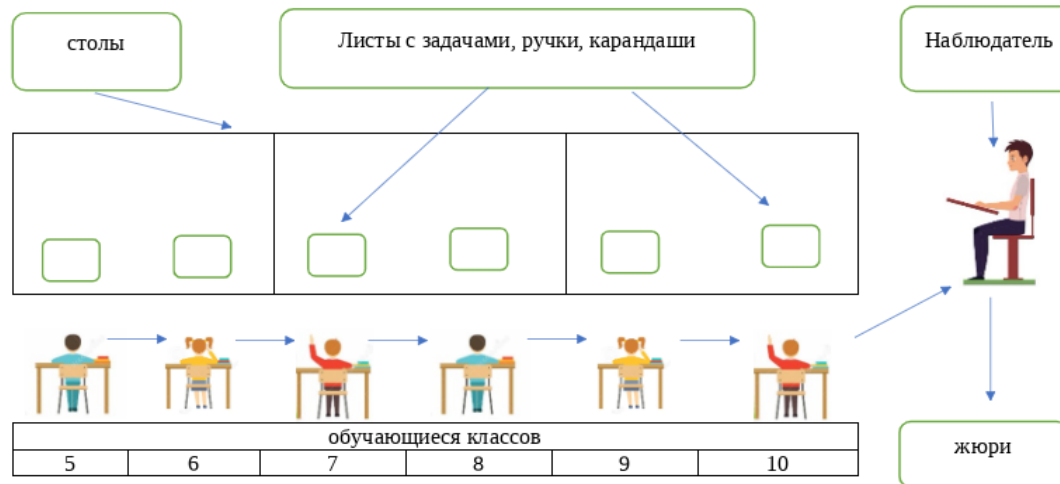 столы
Листы с задачами, ручки, карандаши
Наблюдатель
обучающиеся классов
5 6 7 8 9 10
жюри